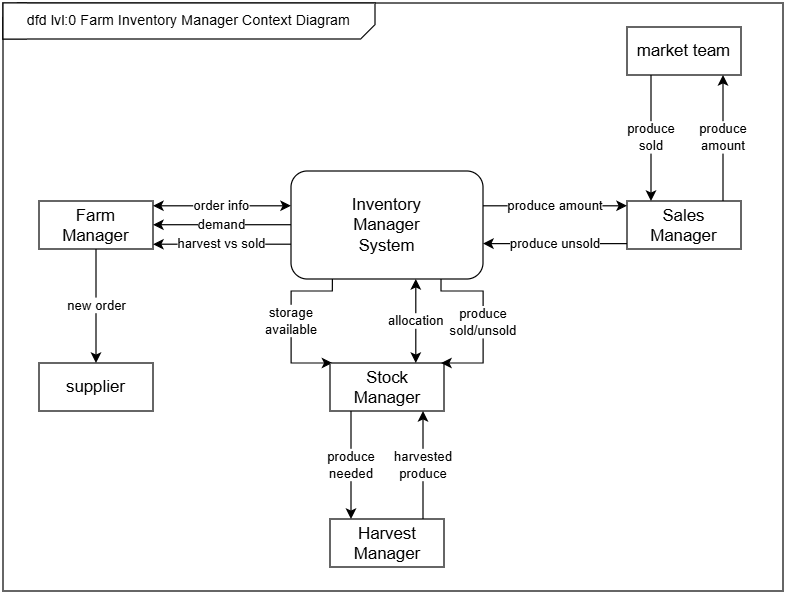 dfd lvl:0 Farm Inventory Manager Context Diagram
market team
produce
sold
produce
amount
Inventory
Manager
System
Farm
Manager
order info
demand
harvest vs sold
produce amount
produce unsold
Sales
Manager
new order
storage
available
allocation
produce
sold/unsold
supplier
Stock
Manager
produce
needed
harvested
produce
Harvest
Manager